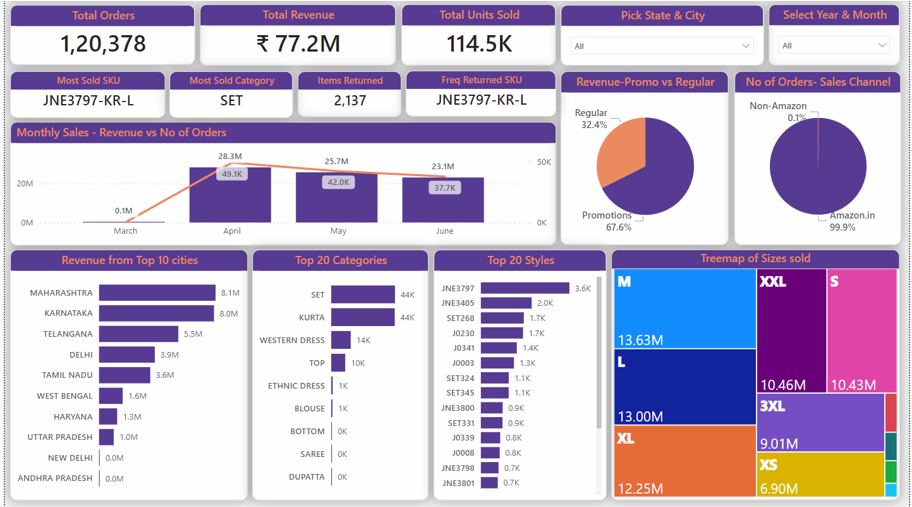 Total Orders
1,20,378
Total Revenue
₹ 77.2M
Total Units Sold
114.5K
Pick State & City
All
Select Year & Month
All
Most Sold SKU
JNE3797-KR-L
Most Sold Category
SET
Items Returned
2,137
Freq Returned SKU
JNE3797-KR-L
Revenue-Promo vs Regular
Regular
32.4%
Promotions
67.6%
No of Orders- Sales Channel
Non-Amazon
0.1%
Amazon.in
99.9%
Monthly Sales - Revenue vs No of Orders
28.3M
25.7M
23.1M
50K
49.1K
42.0K
37.7K
20M
0.1M
0M
0K
March
April
May
June
Revenue from Top 10 cities
MAHARASHTRA 8.1M
KARNATAKA 8.0M
TELANGANA 5.5M
DELHI 3.9M
TAMIL NADU 3.6M
WEST BENGAL 1.6M
HARYANA 1.3M
UTTAR PRADESH 1.0M
NEW DELHI 0.0M
ANDHRA PRADESH 0.0M
Top 20 Categories
SET 44K
KURTA 44K
WESTERN DRESS 14K
TOP 10K
ETHNIC DRESS 1K
BLOUSE 1K
BOTTOM 0K
SAREE 0K
DUPATTA 0K
Top 20 Styles
JNE3797 3.6K
JNE3405 2.0K
SET268 1.7K
J0230 1.7K
J0341 1.4K
J0003 1.3K
SET324 1.1K
SET345 1.1K
JNE3800 0.9K
SET331 0.9K
J0339 0.8K
J0008 0.8K
JNE3798 0.7K
JNE3801 0.7K
Treemap of Sizes sold
M
13.63M
L
13.00M
XL
12.25M
XXL
10.46M
S
10.43M
3XL
9.01M
XS
6.90M